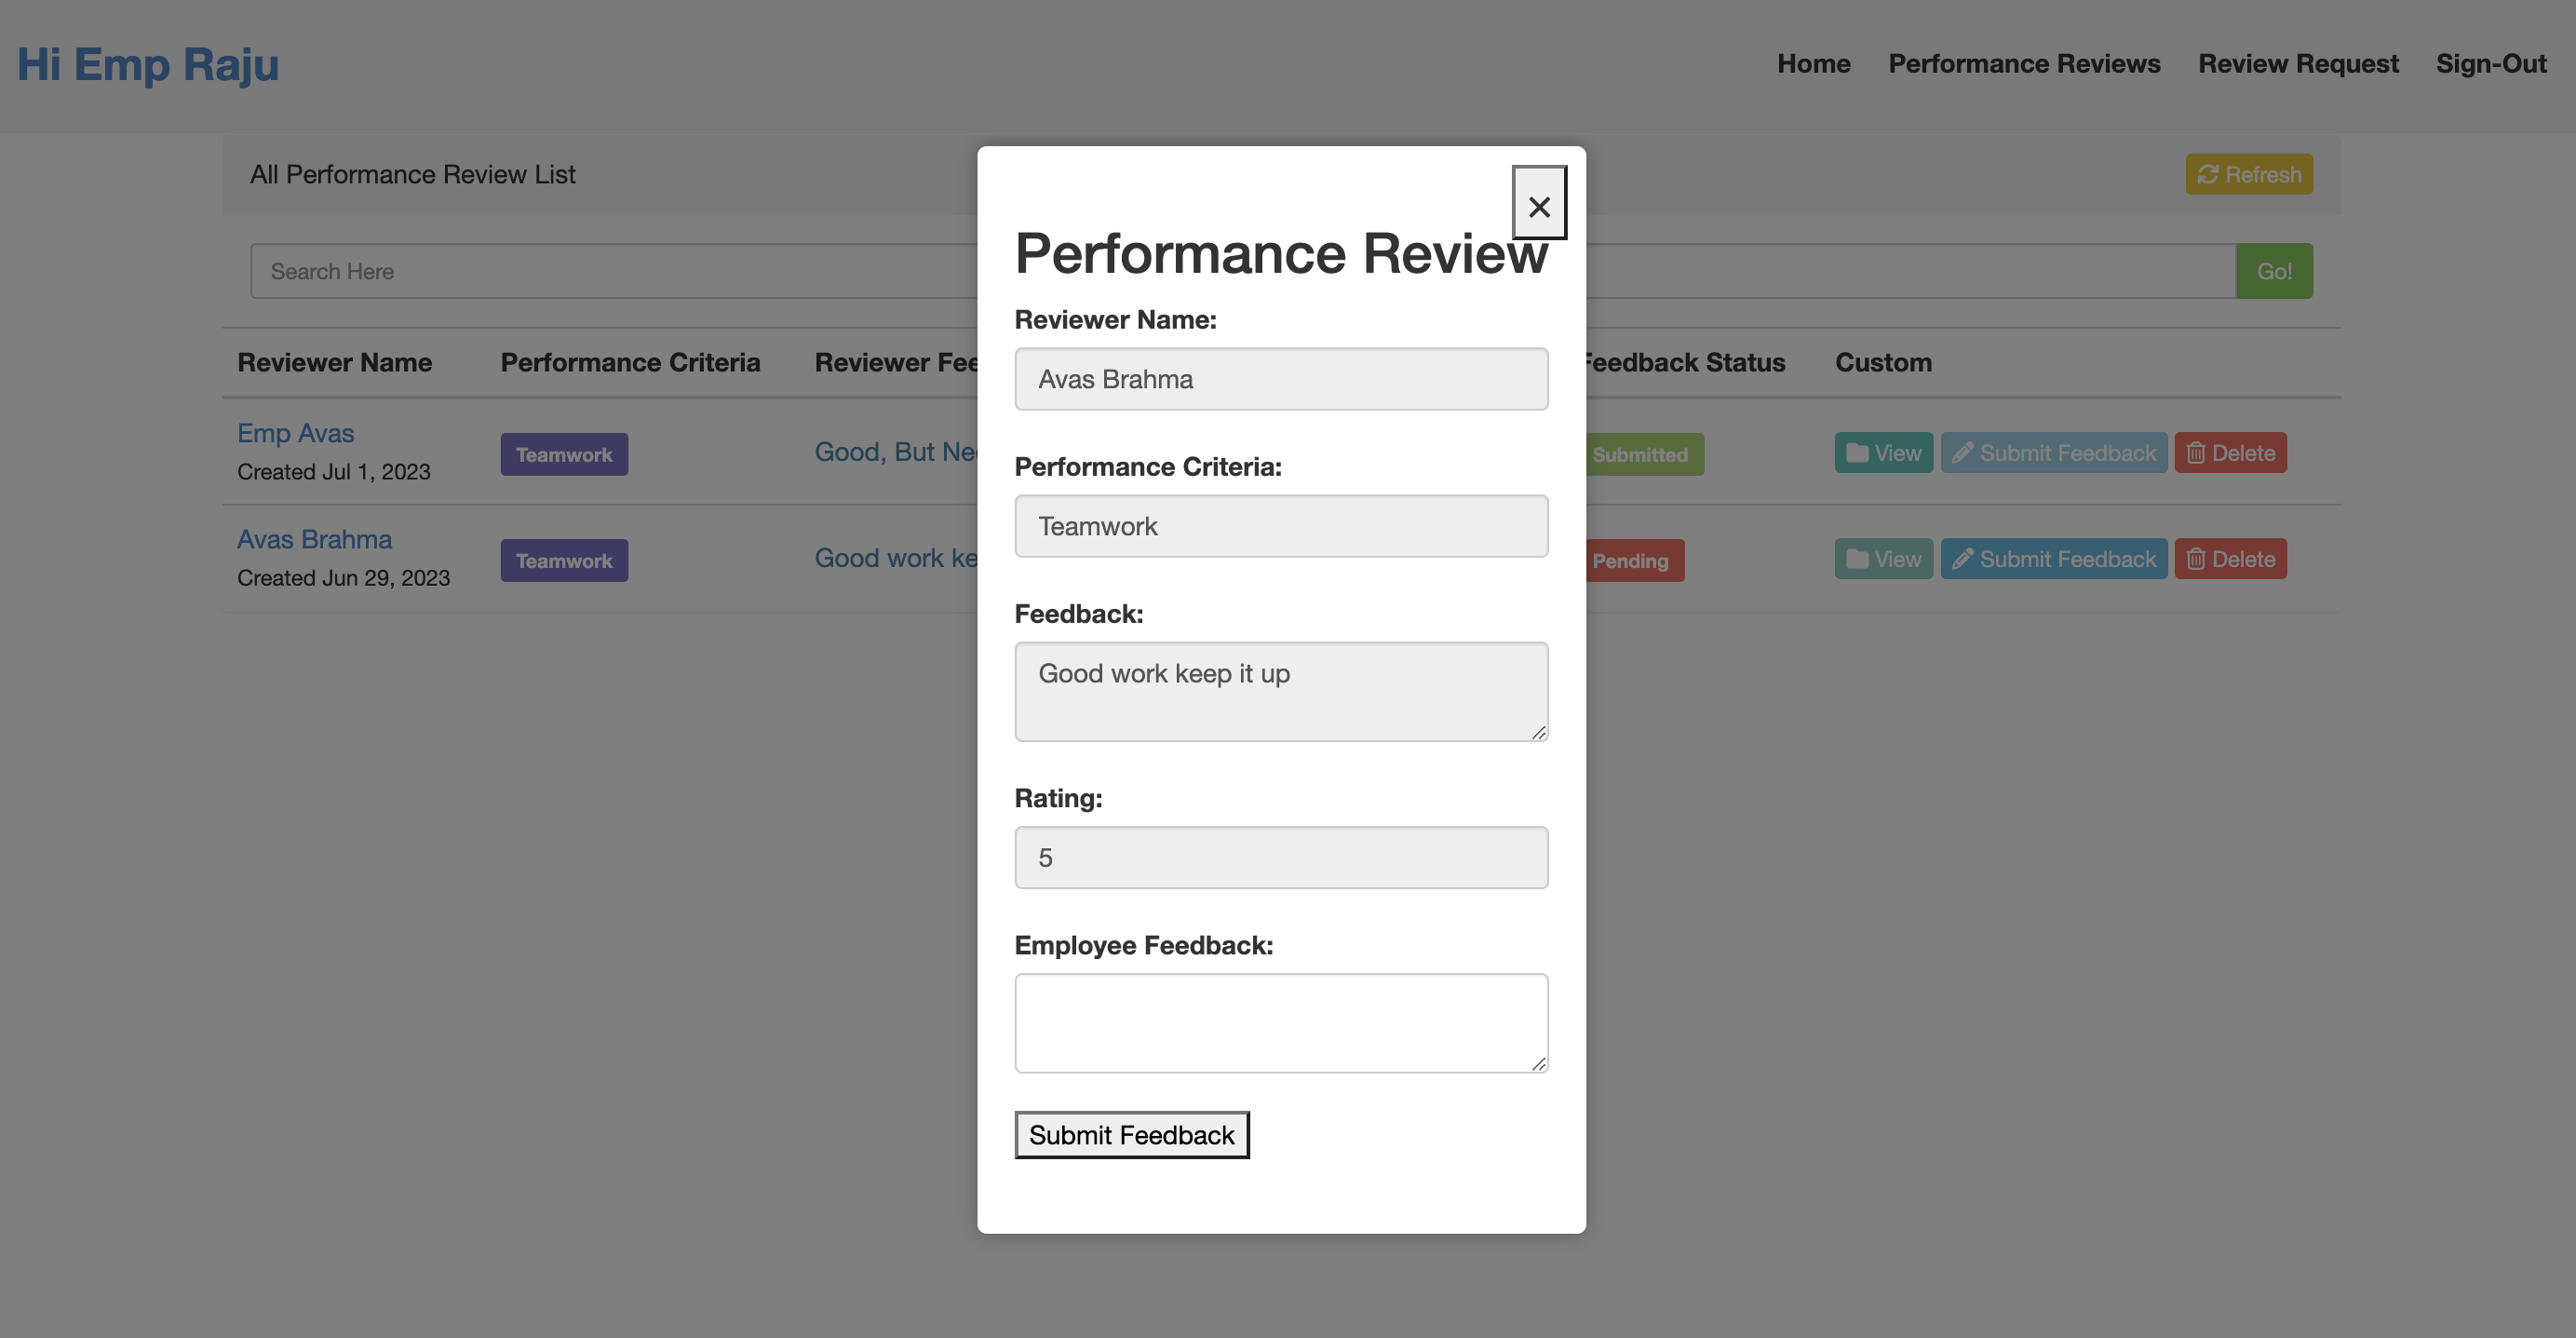 Hi Emp Raju
Home Performance Reviews Review Request Sign-Out
All Performance Review List
Refresh
Search Here
Go!
Reviewer Name Performance Criteria Reviewer Fee Feedback Status Custom
Emp Avas
Created Jul 1, 2023
Teamwork
Good, But Ne
Submitted
View Submit Feedback Delete
Avas Brahma
Created Jun 29, 2023
Teamwork
Good work ke
Pending
View Submit Feedback Delete
×
Performance Review
Reviewer Name:
Avas Brahma
Performance Criteria:
Teamwork
Feedback:
Good work keep it up
Rating:
5
Employee Feedback:
Submit Feedback